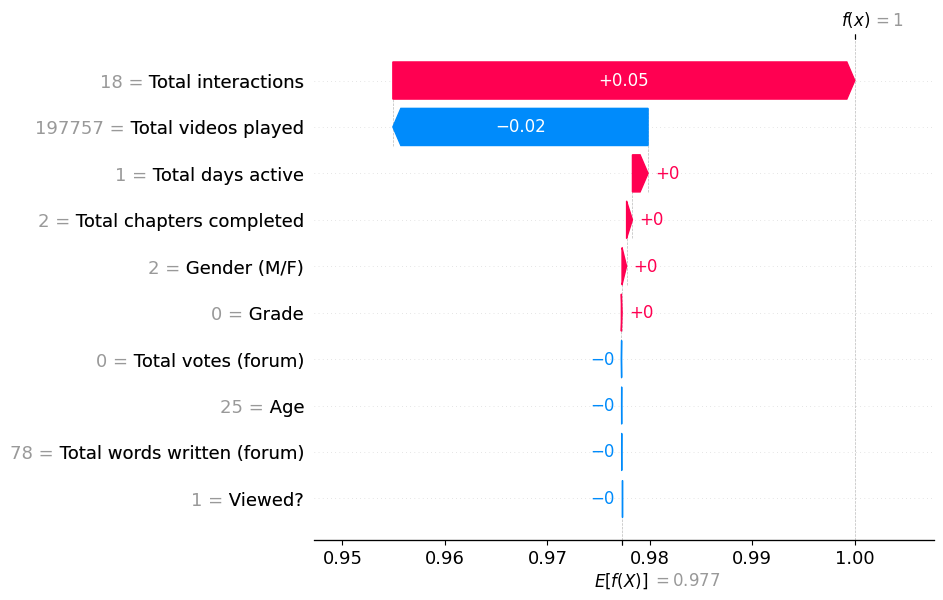 f(x) = 1
18 = Total interactions
+0.05
197757 = Total videos played
−0.02
1 = Total days active
+0
2 = Total chapters completed
+0
2 = Gender (M/F)
+0
0 = Grade
+0
0 = Total votes (forum)
−0
25 = Age
−0
78 = Total words written (forum)
−0
1 = Viewed?
−0
0.95 0.96 0.97 0.98 0.99 1.00
E[f(X)] = 0.977